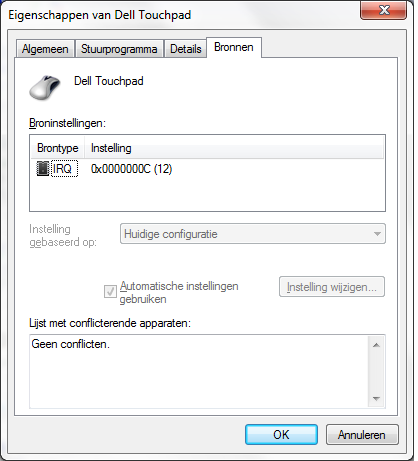 Eigenschappen van Dell Touchpad
Algemeen Stuurprogramma Details Bronnen
Dell Touchpad
Broninstellingen:
Brontype Instelling
IRQ 0x0000000C (12)
Instelling
gebaseerd op:
Huidige configuratie
Automatische instellingen
gebruiken
Instelling wijzigen...
Lijst met conflicterende apparaten:
Geen conflicten.
OK Annuleren